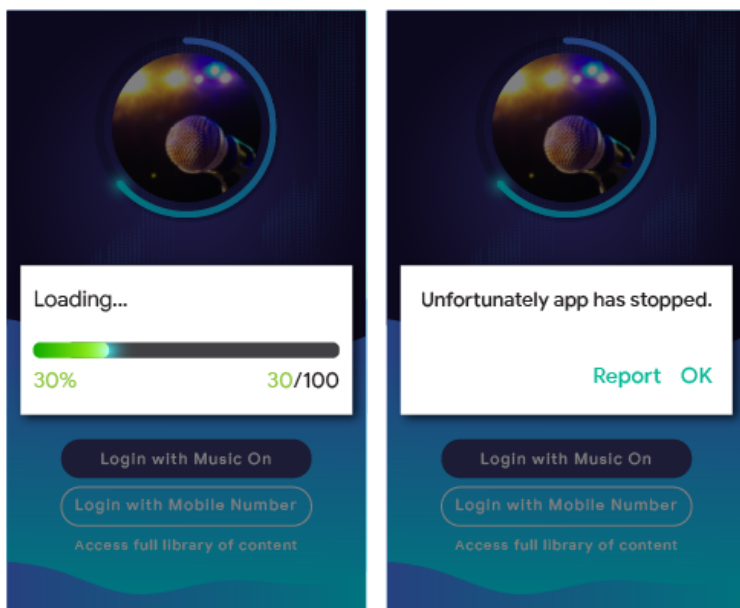 Loading...
30%
30/100
Login with Music On
Login with Mobile Number
Access full library of content
Unfortunately app has stopped.
Report OK
Login with Music On
Login with Mobile Number
Access full library of content